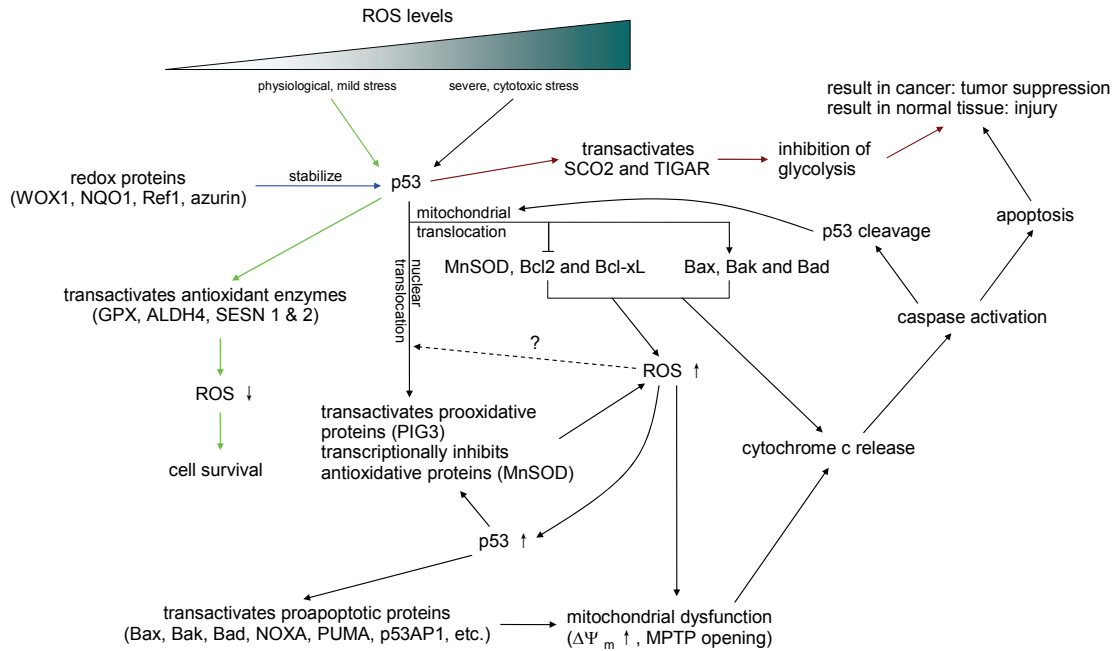 ROS levels
physiological, mild stress
severe, cytotoxic stress
result in cancer: tumor suppression
result in normal tissue: injury
transactivates
SCO2 and TIGAR
inhibition of
glycolysis
redox proteins
(WOX1, NQO1, Ref1, azurin)
stabilize
p53
mitochondrial
translocation
p53 cleavage
apoptosis
MnSOD, Bcl2 and Bcl-xL
Bax, Bak and Bad
nuclear
translocation
transactivates antioxidant enzymes
(GPX, ALDH4, SESN 1 & 2)
caspase activation
?
ROS ↓
ROS ↑
transactivates prooxidative
proteins (PIG3)
transcriptionally inhibits
antioxidative proteins (MnSOD)
cell survival
cytochrome c release
p53 ↑
transactivates proapoptotic proteins
(Bax, Bak, Bad, NOXA, PUMA, p53AP1, etc.)
mitochondrial dysfunction
(ΔΨ m ↑ , MPTP opening)